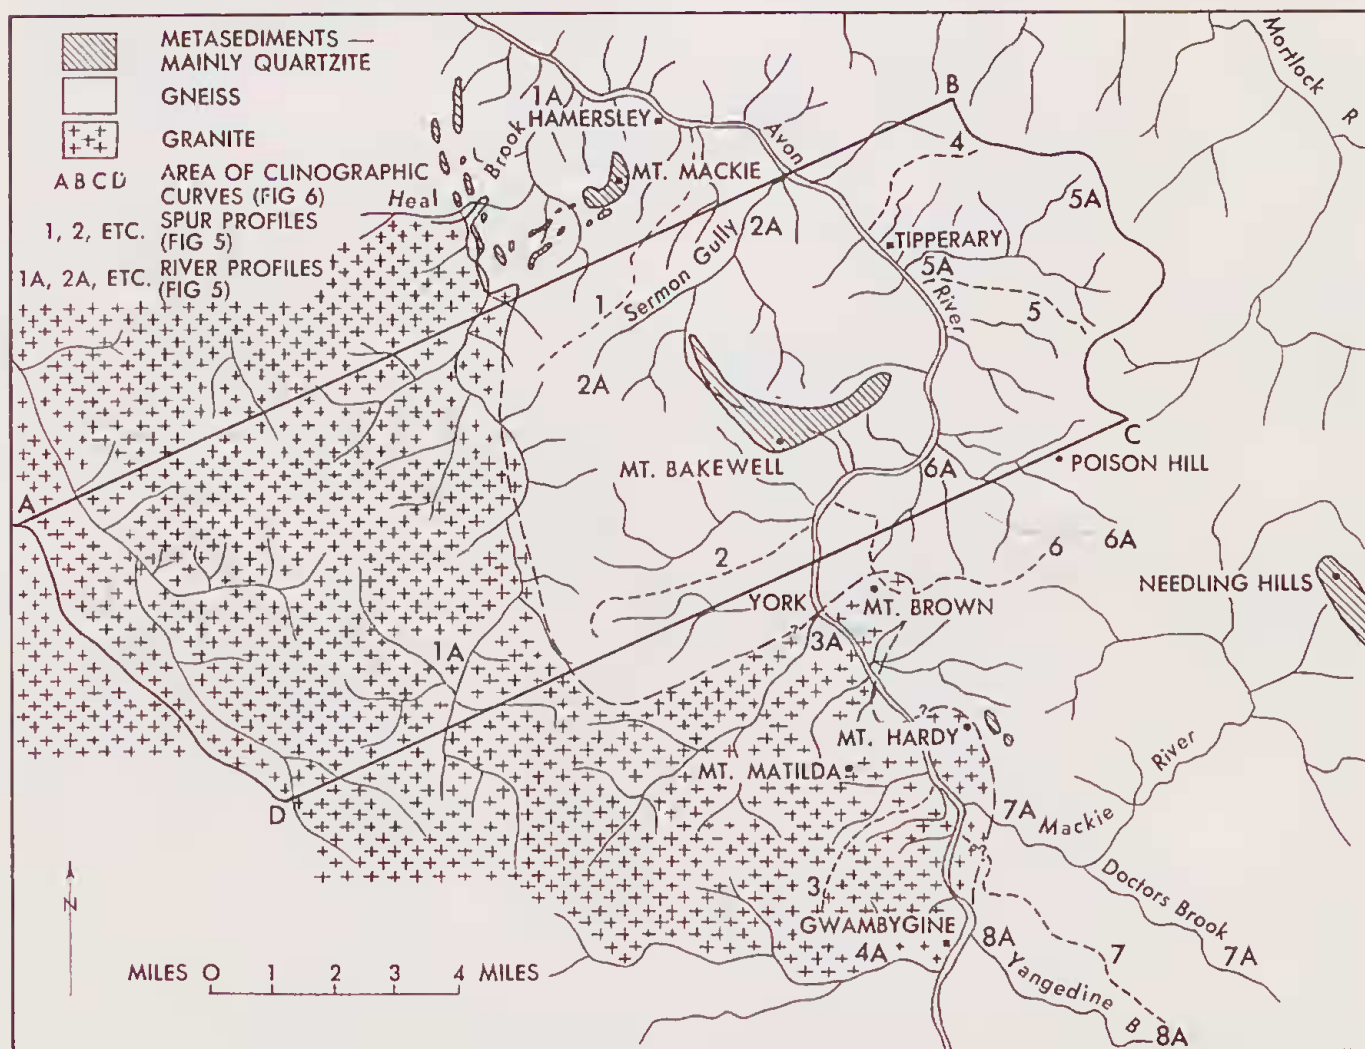 METASEDIMENTS —
MAINLY QUARTZITE
GNEISS
GRANITE
A B C D AREA OF CLINOGRAPHIC
CURVES (FIG 6)
1, 2, ETC. SPUR PROFILES
(FIG 5)
1A, 2A, ETC. RIVER PROFILES
(FIG 5)
Mortlock R
B
1A
HAMERSLEY
Avon
River
4
Heal Brook
MT. MACKIE
5A
2A
TIPPERARY
5A
1
Sermon Gully
5
2A
C
MT. BAKEWELL
6A
POISON HILL
A
2
6
6A
NEEDLING HILLS
YORK
MT. BROWN
?
3A
1A
?
MT. HARDY
MT. MATILDA
D
7A
Mackie River
3
Doctors Brook
GWAMBYGINE
4A
8A
7
7A
Yangedine B
8A
N
MILES 0 1 2 3 4 MILES